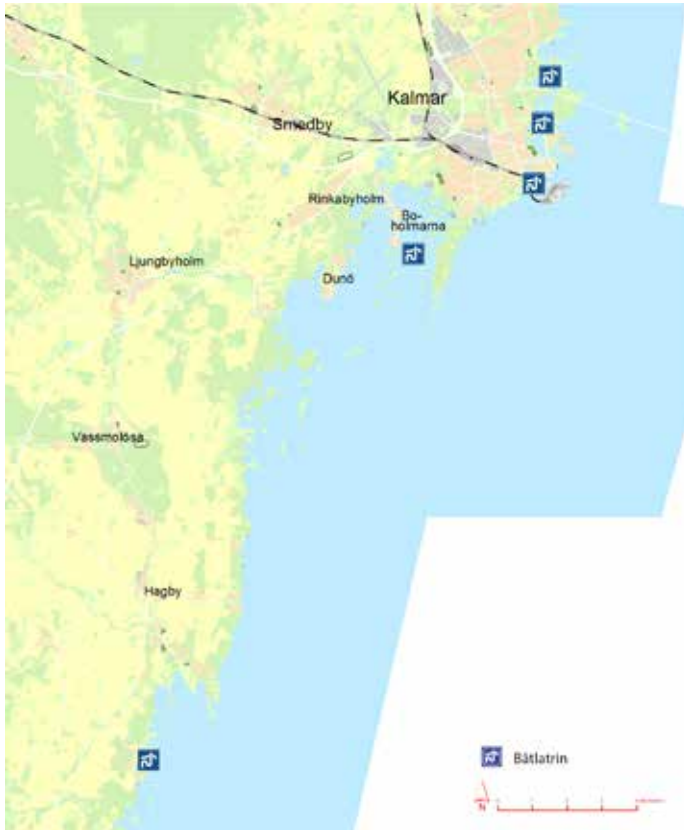 Kalmar
Smedby
Rinkabyholm
Bo-
holmarna
Ljungbyholm
Dunö
Vassmolösa
Hagby
Båtlatrin
N